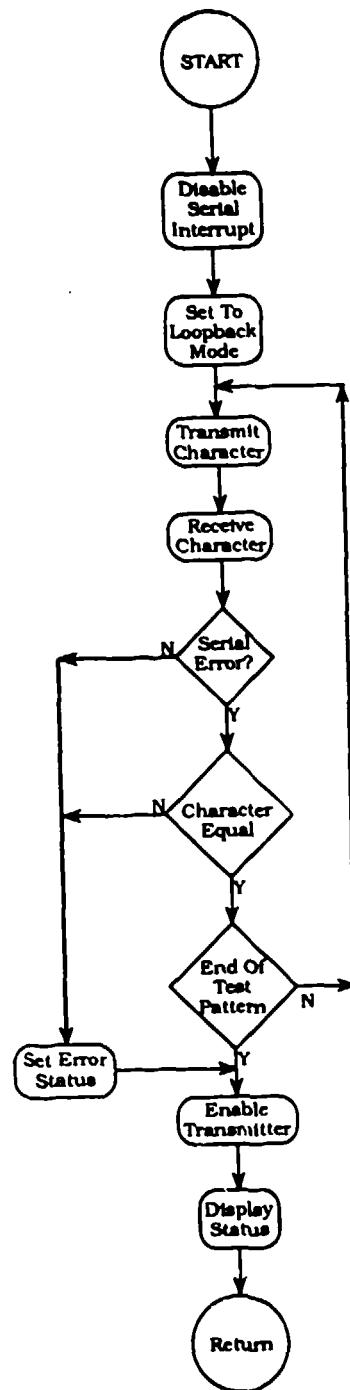 START
Disable
Serial
Interrupt
Set To
Loopback
Mode
Transmit
Character
Receive
Character
Serial
Error?
N
Y
Character
Equal
N
Y
End Of
Test
Pattern
N
Y
Set Error
Status
Enable
Transmitter
Display
Status
Return